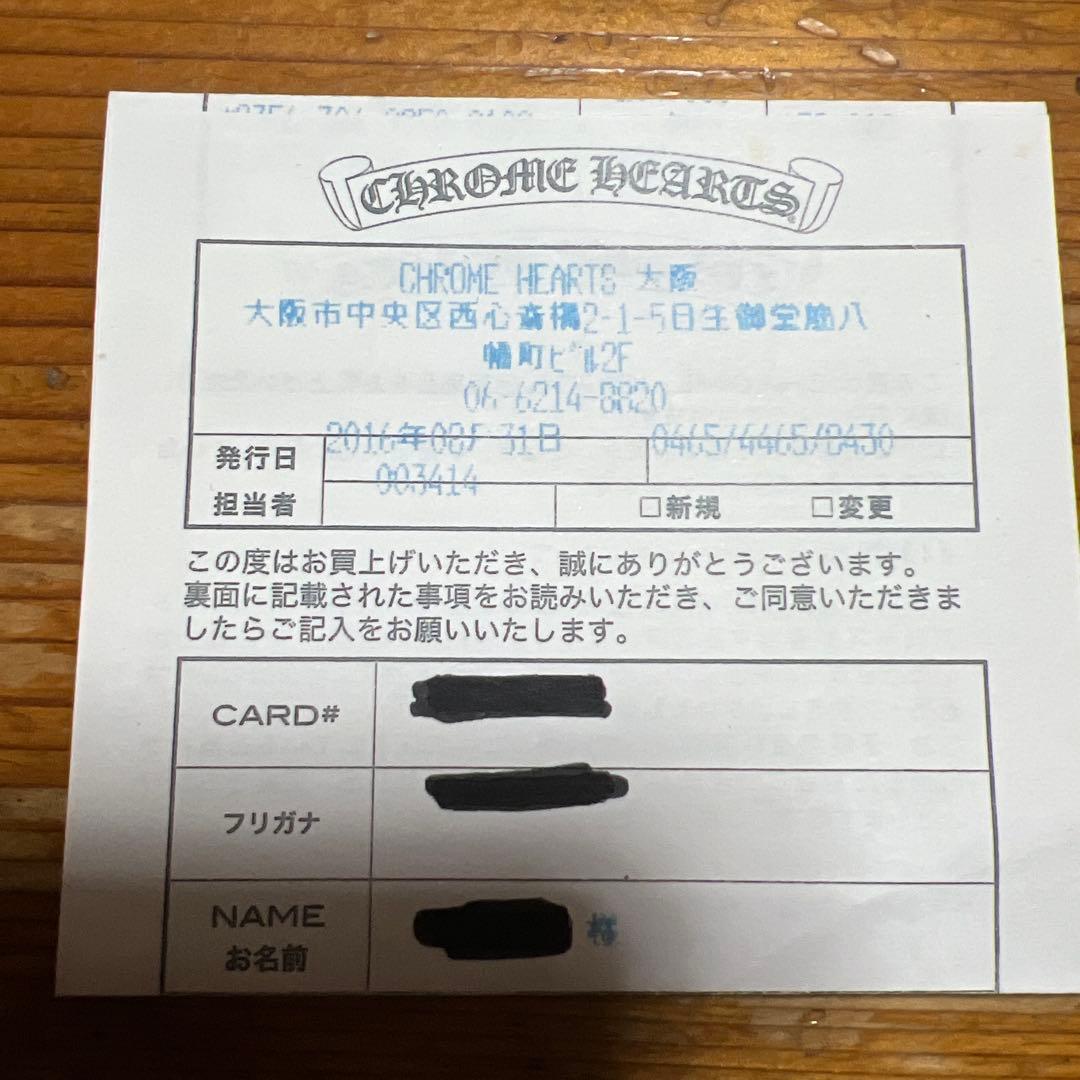 CHROME HEARTS
CHROME HEARTS 大阪
大阪市中央区西心斎橋2-1-5日生御堂筋八
幡町ビル2F
06-6214-8820
発行日 2016年08月31日 0465/4465/0430
003414
担当者 □新規 □変更
この度はお買上げいただき、誠にありがとうございます。
裏面に記載された事項をお読みいただき、ご同意いただきま
したらご記入をお願いいたします。
CARD#
フリガナ
NAME
お名前 様